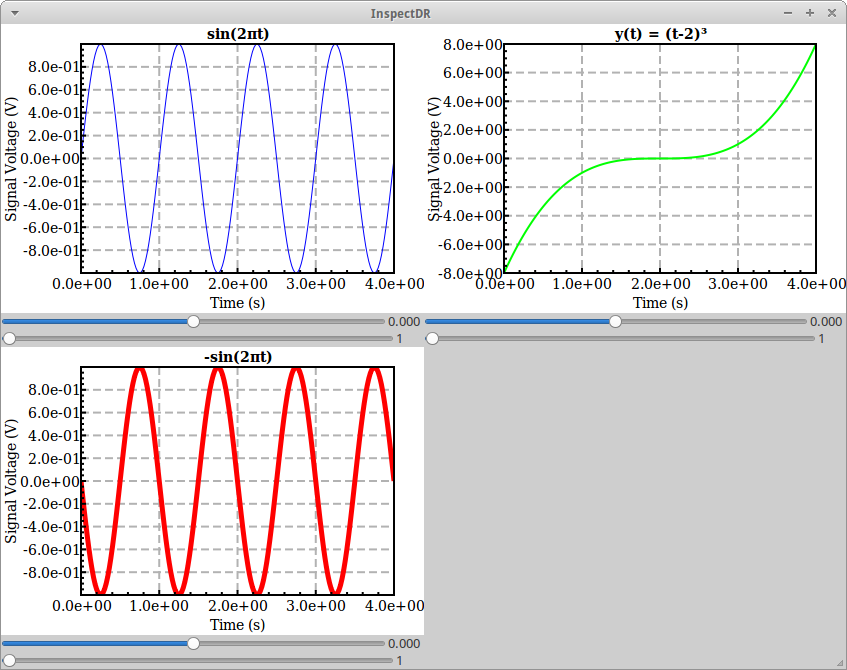 InspectDR
sin(2πt)
8.0e-01
6.0e-01
4.0e-01
2.0e-01
0.0e+00
-2.0e-01
-4.0e-01
-6.0e-01
-8.0e-01
Signal Voltage (V)
0.0e+00 1.0e+00 2.0e+00 3.0e+00 4.0e+00
Time (s)
0.000
1
y(t) = (t-2)³
8.0e+00
6.0e+00
4.0e+00
2.0e+00
0.0e+00
-2.0e+00
-4.0e+00
-6.0e+00
-8.0e+00
Signal Voltage (V)
0.0e+00 1.0e+00 2.0e+00 3.0e+00 4.0e+00
Time (s)
0.000
1
-sin(2πt)
8.0e-01
6.0e-01
4.0e-01
2.0e-01
0.0e+00
-2.0e-01
-4.0e-01
-6.0e-01
-8.0e-01
Signal Voltage (V)
0.0e+00 1.0e+00 2.0e+00 3.0e+00 4.0e+00
Time (s)
0.000
1